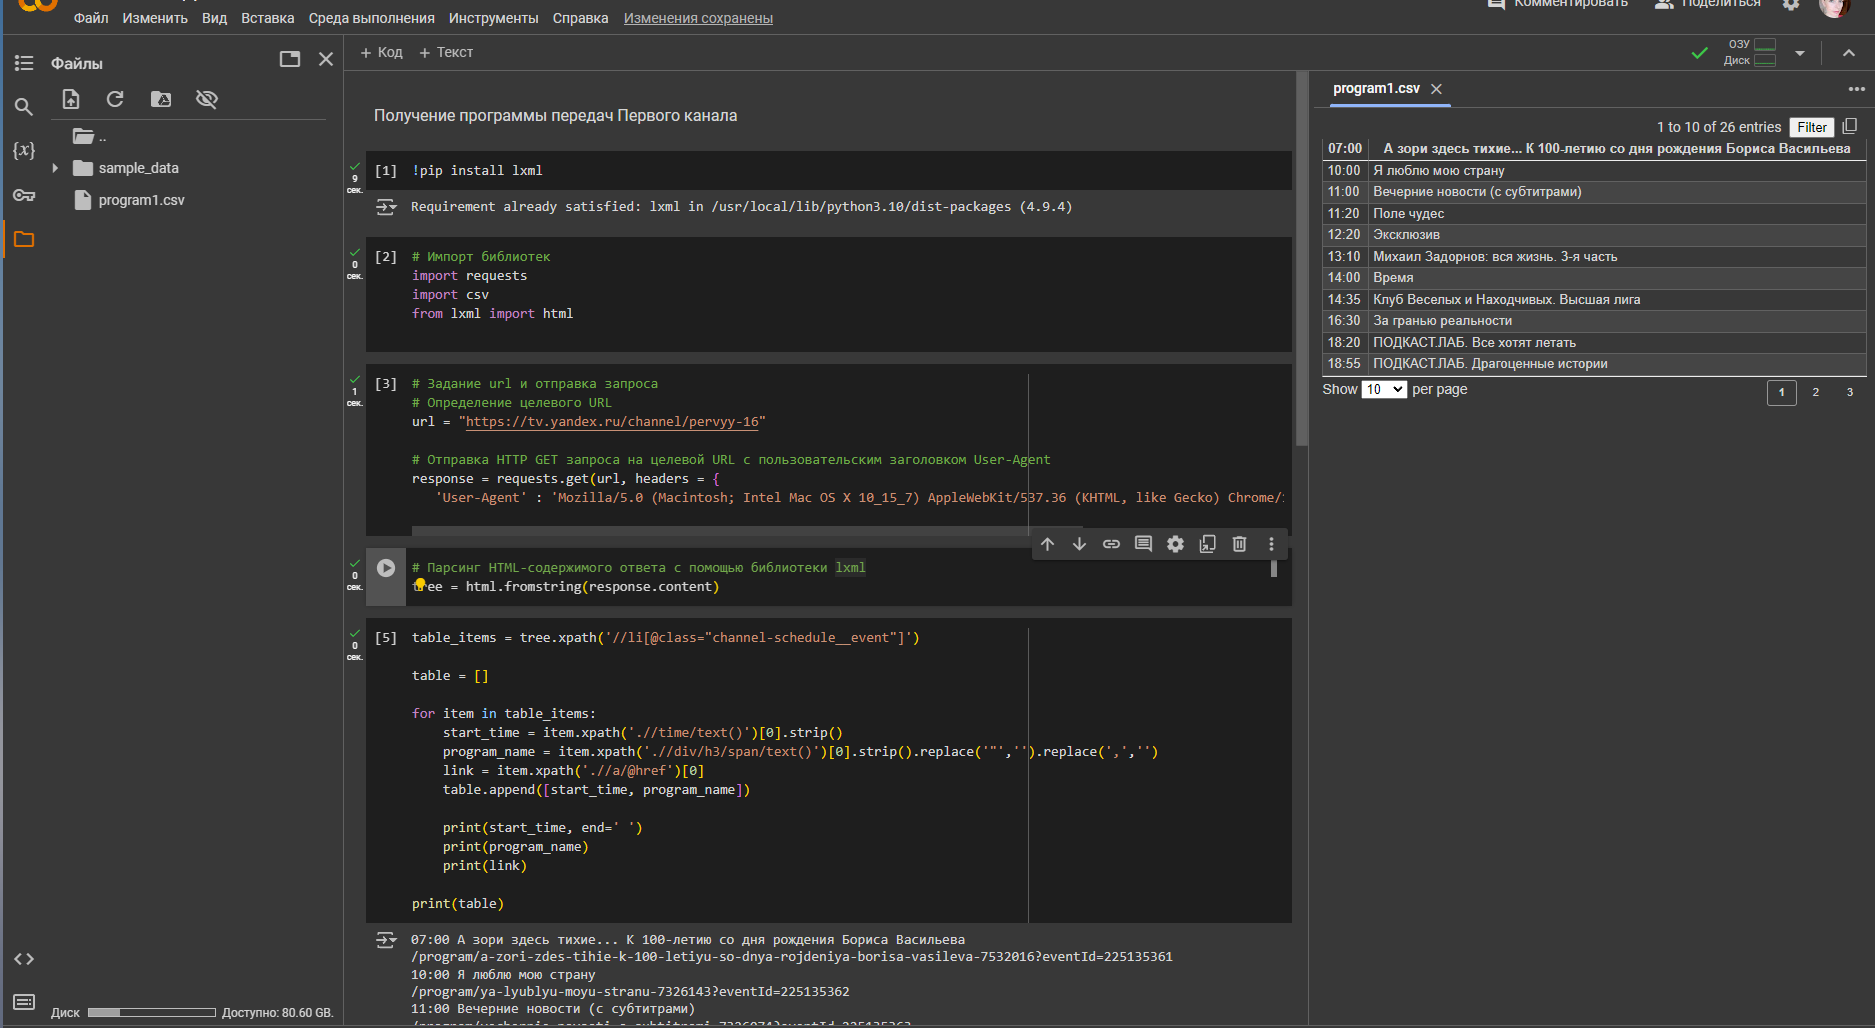 Файл Изменить Вид Вставка Среда выполнения Инструменты Справка Изменения сохранены
Комментировать Поделиться
Файлы
+ Код + Текст
ОЗУ
Диск
..
sample_data
program1.csv
{x}
Получение программы передач Первого канала
9 сек.
[1] !pip install lxml
Requirement already satisfied: lxml in /usr/local/lib/python3.10/dist-packages (4.9.4)
0 сек.
[2] # Импорт библиотек
import requests
import csv
from lxml import html
1 сек.
[3] # Задание url и отправка запроса
# Определение целевого URL
url = "https://tv.yandex.ru/channel/pervyy-16"
# Отправка HTTP GET запроса на целевой URL с пользовательским заголовком User-Agent
response = requests.get(url, headers = {
'User-Agent' : 'Mozilla/5.0 (Macintosh; Intel Mac OS X 10_15_7) AppleWebKit/537.36 (KHTML, like Gecko) Chrome/
0 сек.
# Парсинг HTML-содержимого ответа с помощью библиотеки lxml
tree = html.fromstring(response.content)
0 сек.
[5] table_items = tree.xpath('//li[@class="channel-schedule__event"]')
table = []
for item in table_items:
start_time = item.xpath('.//time/text()')[0].strip()
program_name = item.xpath('.//div/h3/span/text()')[0].strip().replace('"','').replace(',','')
link = item.xpath('.//a/@href')[0]
table.append([start_time, program_name])
print(start_time, end=' ')
print(program_name)
print(link)
print(table)
07:00 А зори здесь тихие... К 100-летию со дня рождения Бориса Васильева
/program/a-zori-zdes-tihie-k-100-letiyu-so-dnya-rojdeniya-borisa-vasileva-7532016?eventId=225135361
10:00 Я люблю мою страну
/program/ya-lyublyu-moyu-stranu-7326143?eventId=225135362
11:00 Вечерние новости (с субтитрами)
Диск Доступно: 80.60 GB.
program1.csv
1 to 10 of 26 entries Filter
07:00 А зори здесь тихие... К 100-летию со дня рождения Бориса Васильева
10:00 Я люблю мою страну
11:00 Вечерние новости (с субтитрами)
11:20 Поле чудес
12:20 Эксклюзив
13:10 Михаил Задорнов: вся жизнь. 3-я часть
14:00 Время
14:35 Клуб Веселых и Находчивых. Высшая лига
16:30 За гранью реальности
18:20 ПОДКАСТ.ЛАБ. Все хотят летать
18:55 ПОДКАСТ.ЛАБ. Драгоценные истории
Show 10 per page 1 2 3